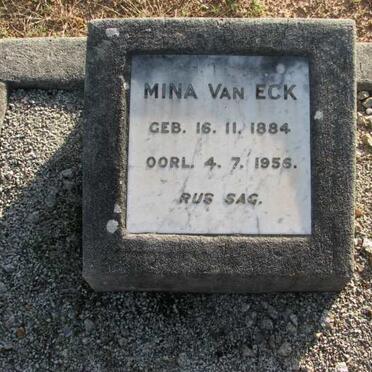 MINA VAN ECK
GEB. 16. 11. 1884
OORL. 4. 7. 1956.
RUS SAG.